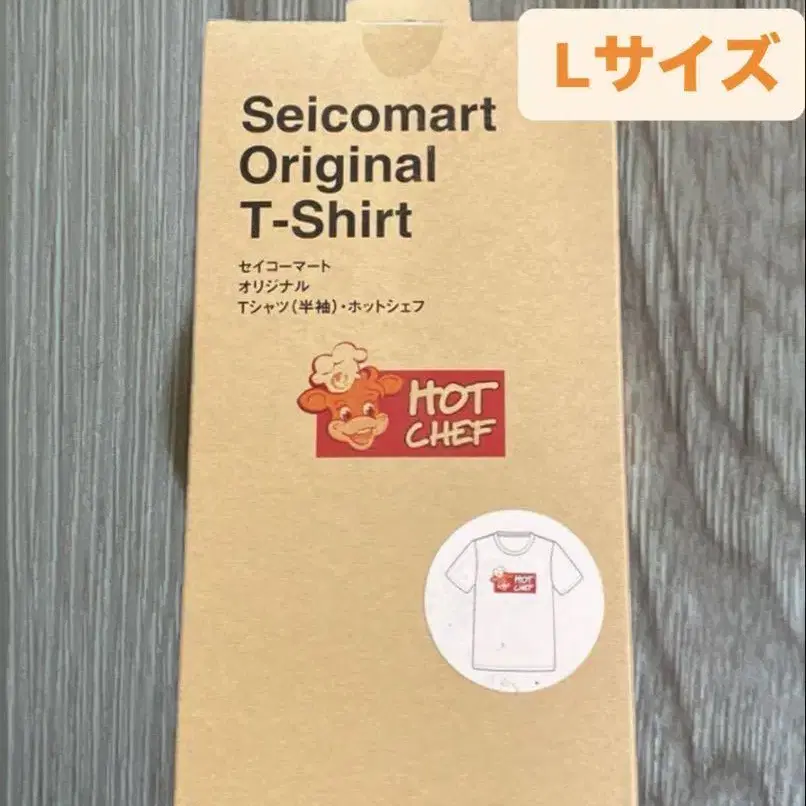 Lサイズ
Seicomart
Original
T-Shirt
セイコーマート
オリジナル
Tシャツ(半袖)・ホットシェフ
HOT
CHEF
HOT
CHEF